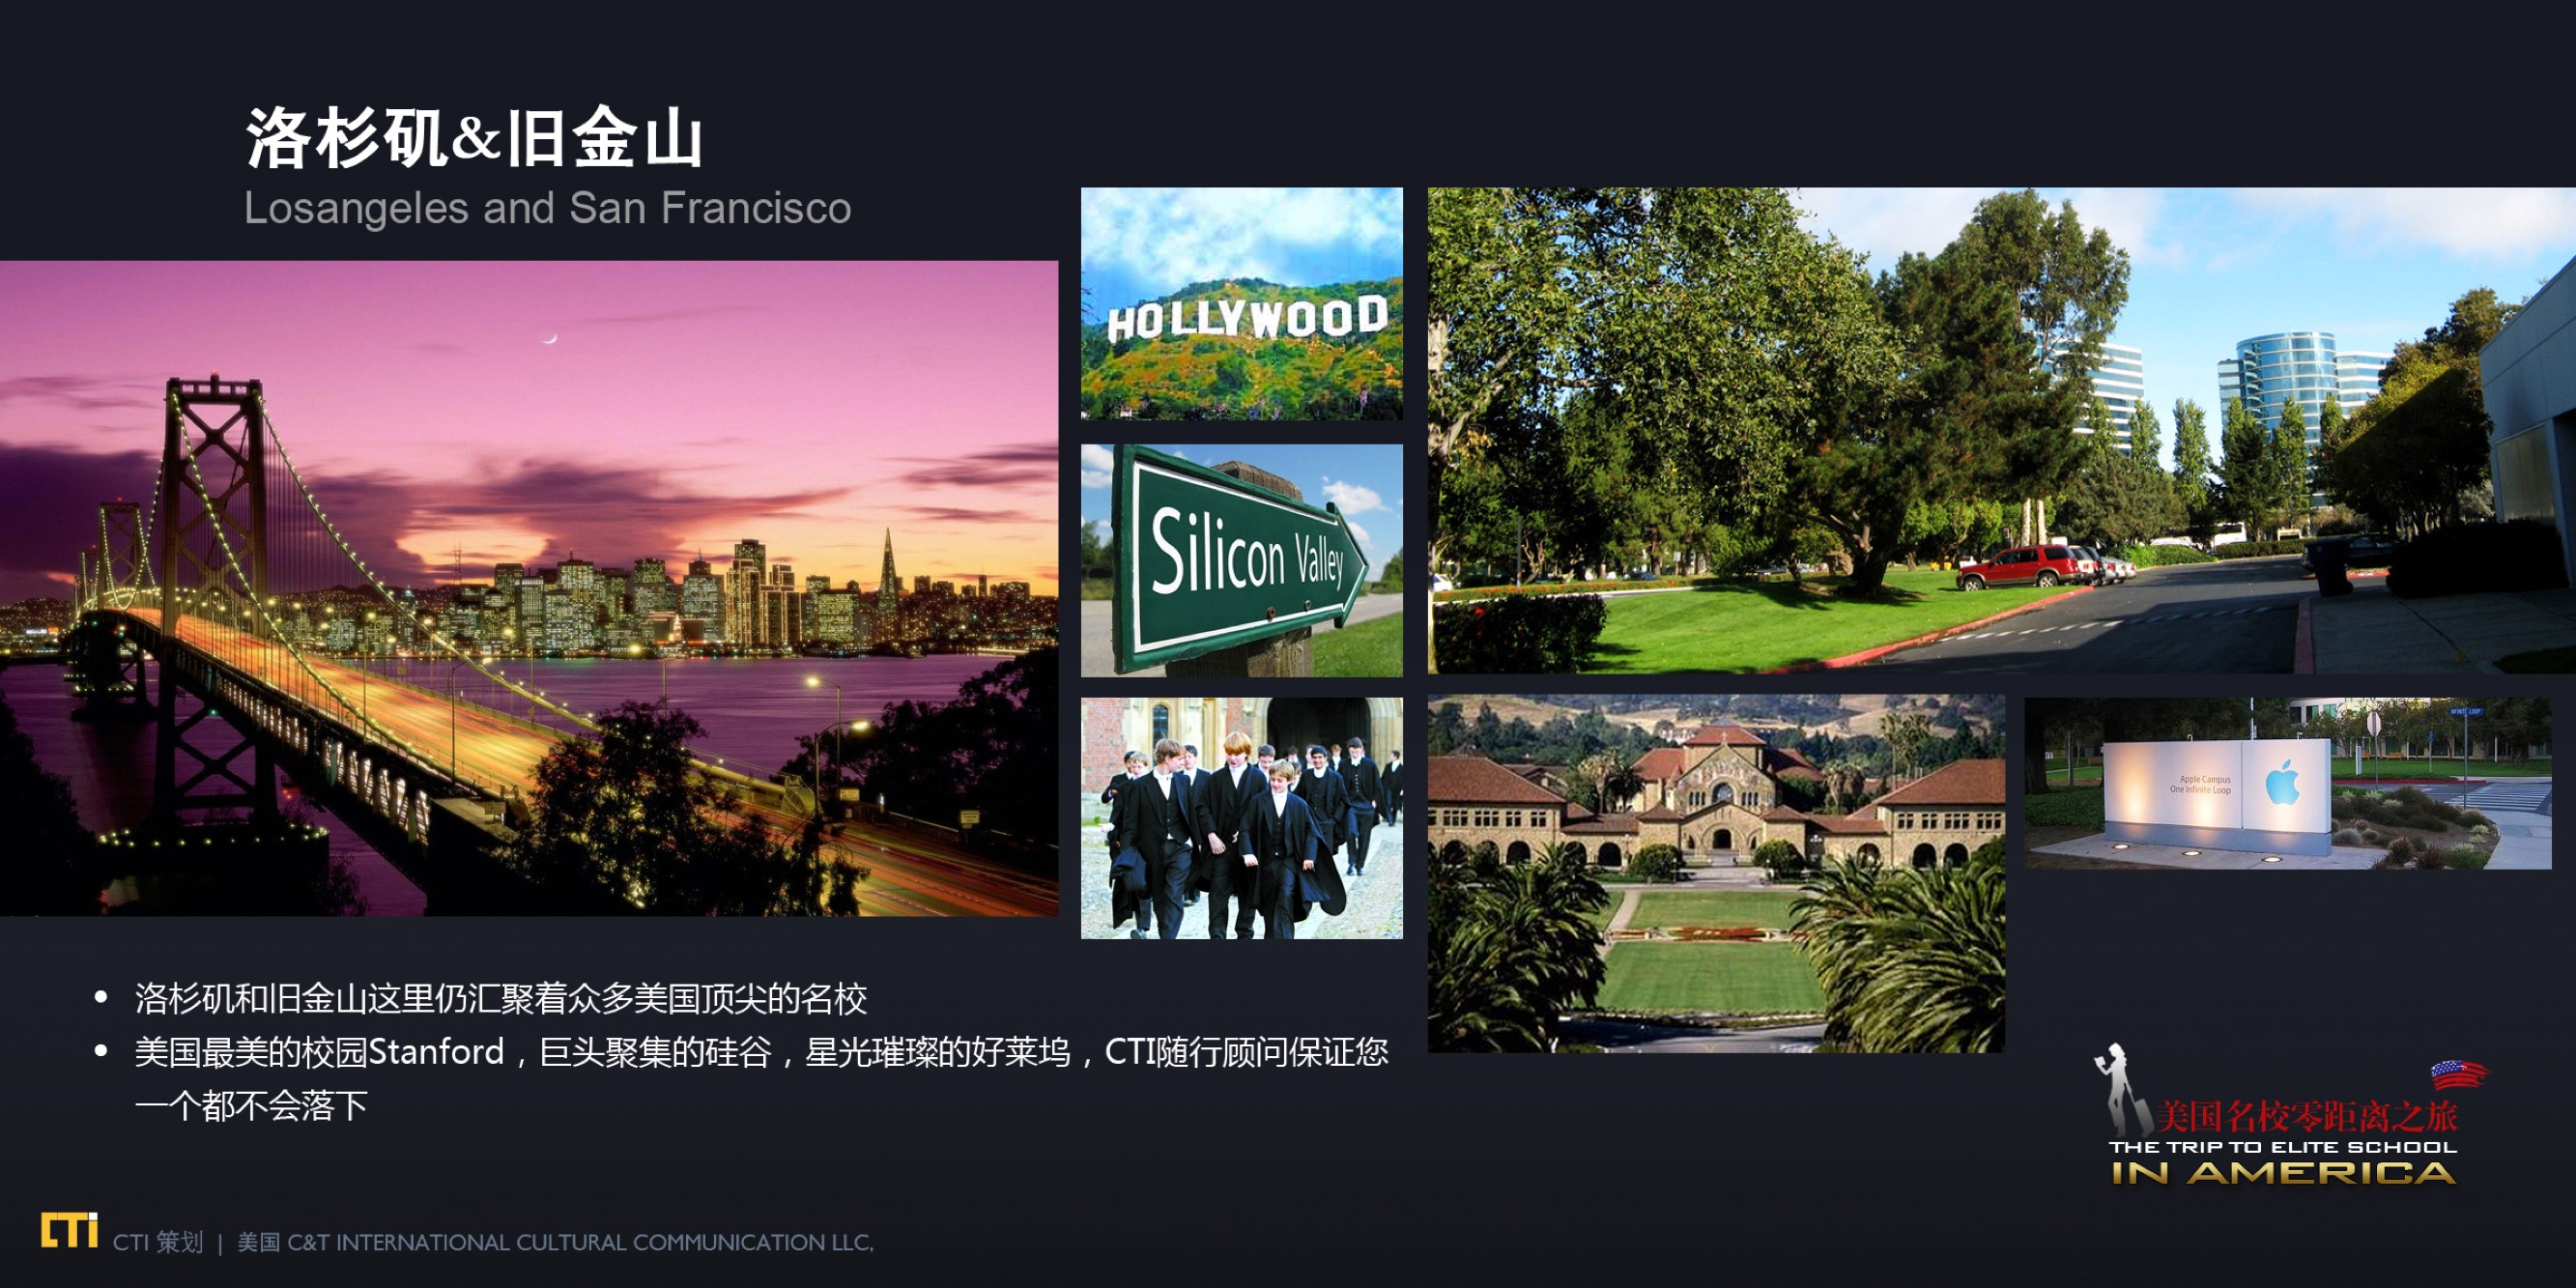 洛杉矶&旧金山
Losangeles and San Francisco
HOLLYWOOD
Silicon Valley
Apple Campus
One Infinite Loop
INFINITE LOOP
• 洛杉矶和旧金山这里仍汇聚着众多美国顶尖的名校
• 美国最美的校园Stanford，巨头聚集的硅谷，星光璀璨的好莱坞，CTI随行顾问保证您
一个都不会落下
美国名校零距离之旅
THE TRIP TO ELITE SCHOOL
IN AMERICA
CTi CTI 策划 | 美国 C&T INTERNATIONAL CULTURAL COMMUNICATION LLC,